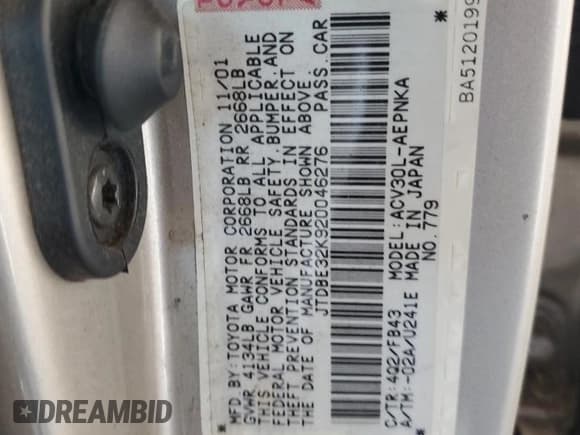 MFD BY:TOYOTA MOTOR CORPORATION 11/01
GVWR 4134LB GAWR FR 2668LB RR 2668LB
THIS VEHICLE CONFORMS TO ALL APPLICABLE
FEDERAL MOTOR VEHICLE SAFETY,BUMPER,AND
THEFT PREVENTION STANDARDS IN EFFECT ON
THE DATE OF MANUFACTURE SHOWN ABOVE.
JTDBE32K920046276 PASS.CAR
C/TR:4Q2/FB43 MODEL:ACV30L-AEPNKA
A/TM:-02A/U241E MADE IN JAPAN
NO.779
BA5120199
DREAMBID